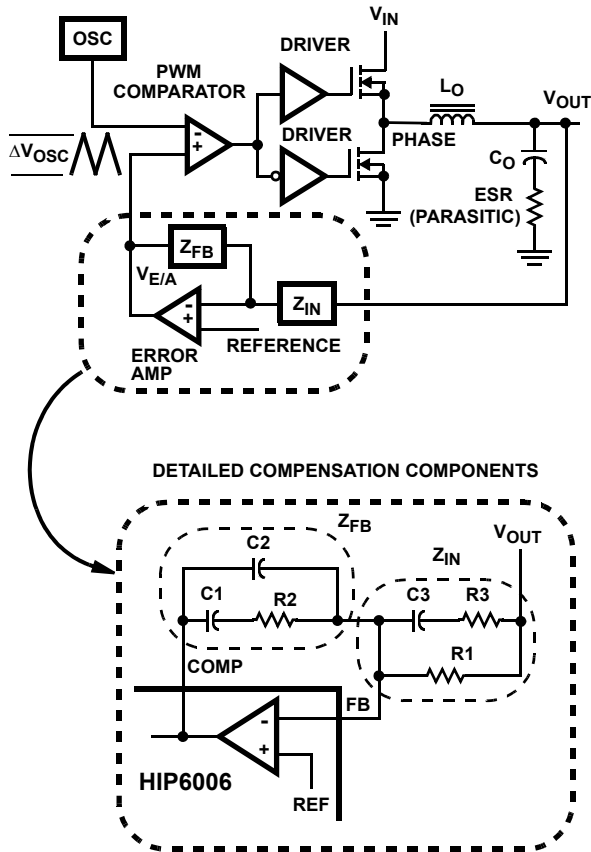 OSC
PWM
COMPARATOR
DRIVER
V_IN
-
+
DRIVER
PHASE
L_O
V_OUT
ΔV_OSC
C_O
ESR
(PARASITIC)
Z_FB
V_E/A
-
+
Z_IN
REFERENCE
ERROR
AMP
DETAILED COMPENSATION COMPONENTS
Z_FB
C2
C1
R2
COMP
Z_IN
V_OUT
C3
R3
R1
FB
-
+
HIP6006
REF